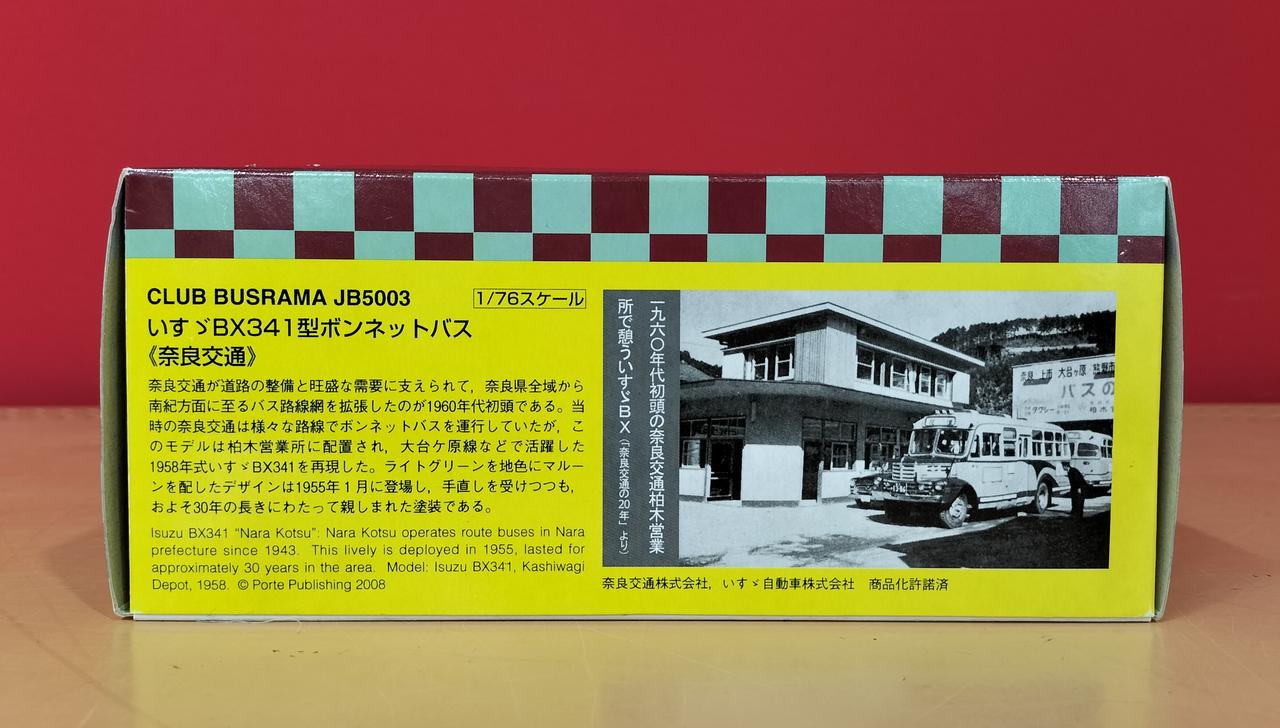 CLUB BUSRAMA JB5003
1/76スケール
いすゞBX341型ボンネットバス
《奈良交通》
奈良交通が道路の整備と旺盛な需要に支えられて，奈良県全域から
南紀方面に至るバス路線網を拡張したのが1960年代初頭である。当
時の奈良交通は様々な路線でボンネットバスを運行していたが，こ
のモデルは柏木営業所に配置され，大台ケ原線などで活躍した
1958年式いすゞBX341を再現した。ライトグリーンを地色にマルー
ンを配したデザインは1955年1月に登場し，手直しを受けつつも，
およそ30年の長きにわたって親しまれた塗装である。
Isuzu BX341 “Nara Kotsu”: Nara Kotsu operates route buses in Nara
prefecture since 1943. This lively is deployed in 1955, lasted for
approximately 30 years in the area. Model: Isuzu BX341, Kashiwagi
Depot, 1958. © Porte Publishing 2008
一九六〇年代初頭の奈良交通柏木営業
所で憩ういすゞBX（「奈良交通の20年」より）
奈良 上市 大台ヶ原
バスの
タクシー
奈良交通株式会社，いすゞ自動車株式会社　商品化許諾済